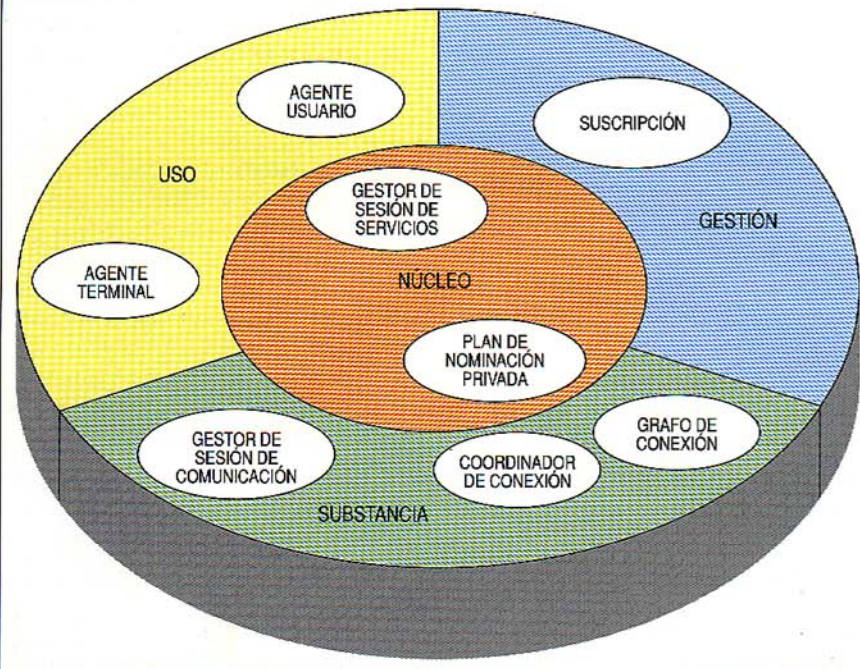 AGENTE
USUARIO
SUSCRIPCIÓN
USO
GESTOR DE
SESIÓN DE
SERVICIOS
GESTIÓN
AGENTE
TERMINAL
NÚCLEO
PLAN DE
NOMINACIÓN
PRIVADA
GESTOR DE
SESIÓN DE
COMUNICACIÓN
COORDINADOR
DE CONEXIÓN
GRAFO DE
CONEXIÓN
SUBSTANCIA